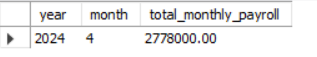 year month total_monthly_payroll
2024 4 2778000.00